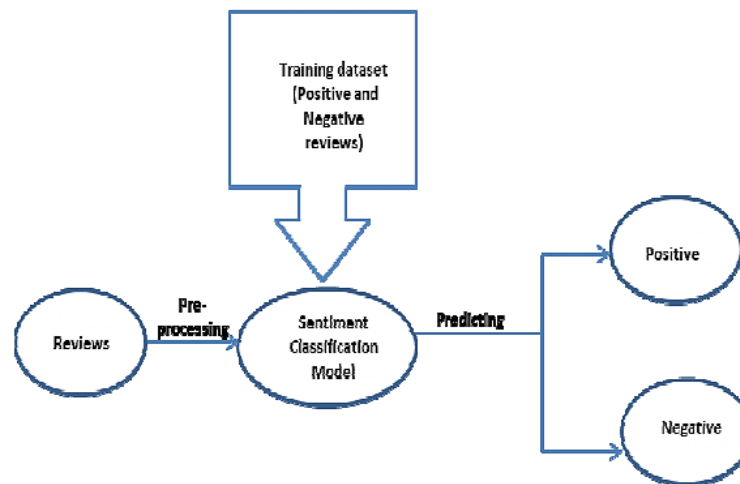 Training dataset
(Positive and
Negative
reviews)
Positive
Pre-
processing
Predicting
Reviews
Sentiment
Classification
Model
Negative